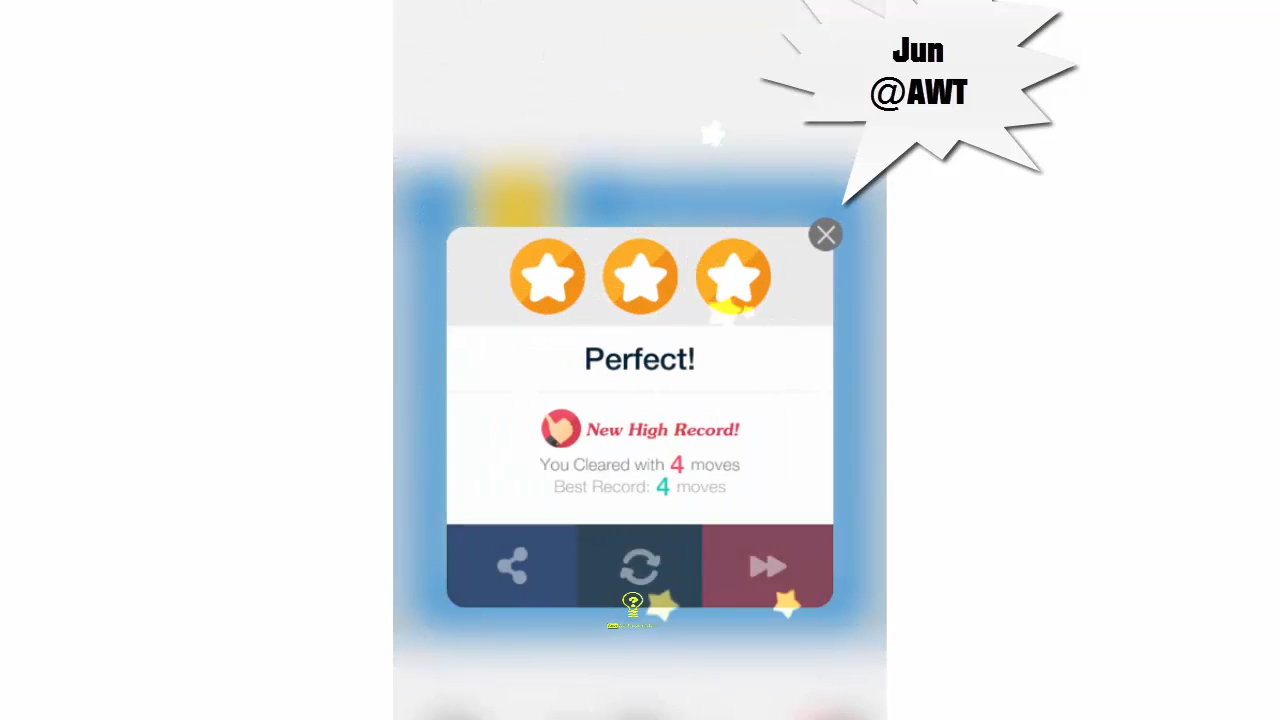 Jun
@AWT
Perfect!
New High Record!
You Cleared with 4 moves
Best Record: 4 moves